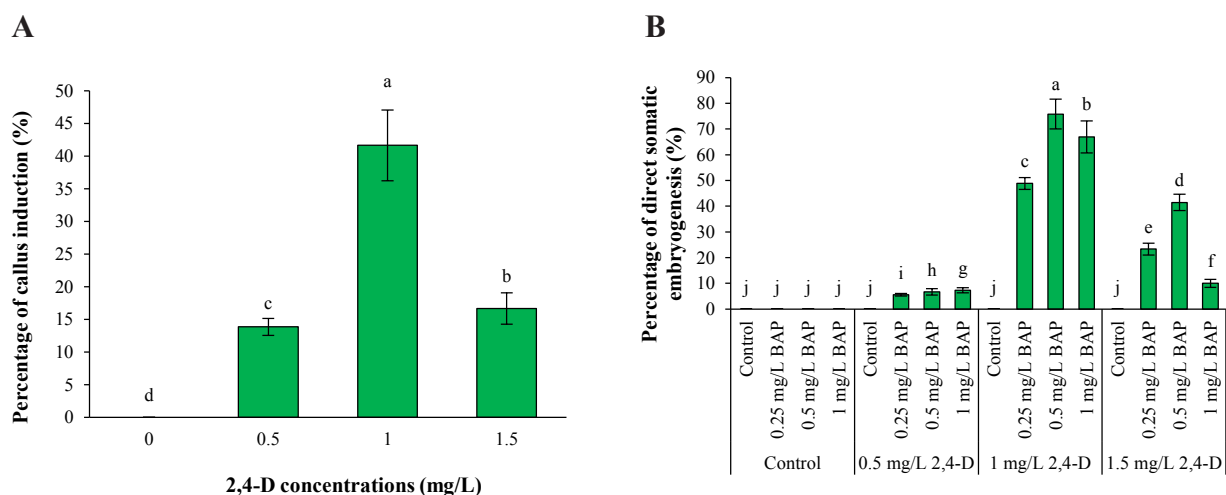 A
Percentage of callus induction (%)
50
45
40
35
30
25
20
15
10
5
0
d
c
a
b
0
0.5
1
1.5
2,4-D concentrations (mg/L)
B
Percentage of direct somatic
embryogenesis (%)
90
80
70
60
50
40
30
20
10
0
j
j
j
j
j
i
h
g
j
c
a
b
j
e
d
f
Control
0.25 mg/L BAP
0.5 mg/L BAP
1 mg/L BAP
Control
0.25 mg/L BAP
0.5 mg/L BAP
1 mg/L BAP
Control
0.25 mg/L BAP
0.5 mg/L BAP
1 mg/L BAP
Control
0.25 mg/L BAP
0.5 mg/L BAP
1 mg/L BAP
Control
0.5 mg/L 2,4-D
1 mg/L 2,4-D
1.5 mg/L 2,4-D